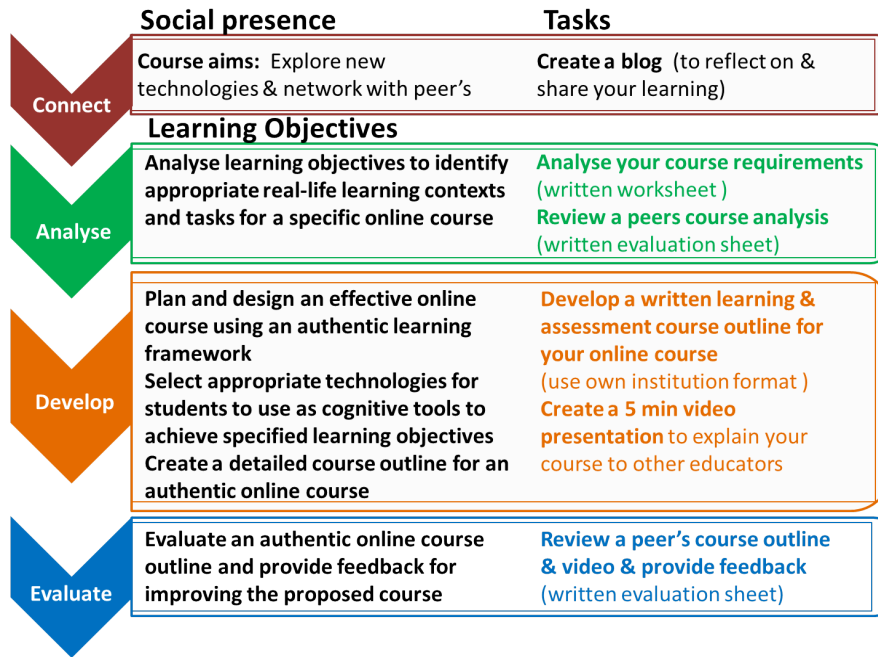 Social presence
Tasks
Connect
Course aims: Explore new
technologies & network with peer's
Create a blog (to reflect on &
share your learning)
Learning Objectives
Analyse
Analyse learning objectives to identify
appropriate real-life learning contexts
and tasks for a specific online course
Analyse your course requirements
(written worksheet )
Review a peers course analysis
(written evaluation sheet)
Develop
Plan and design an effective online
course using an authentic learning
framework
Select appropriate technologies for
students to use as cognitive tools to
achieve specified learning objectives
Create a detailed course outline for an
authentic online course
Develop a written learning &
assessment course outline for
your online course
(use own institution format )
Create a 5 min video
presentation to explain your
course to other educators
Evaluate
Evaluate an authentic online course
outline and provide feedback for
improving the proposed course
Review a peer's course outline
& video & provide feedback
(written evaluation sheet)